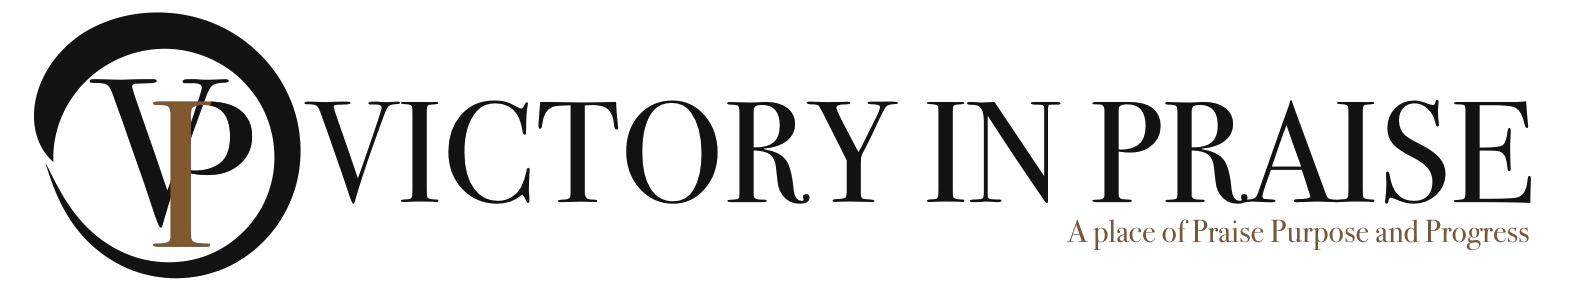 VIP
VICTORY IN PRAISE
A place of Praise Purpose and Progress